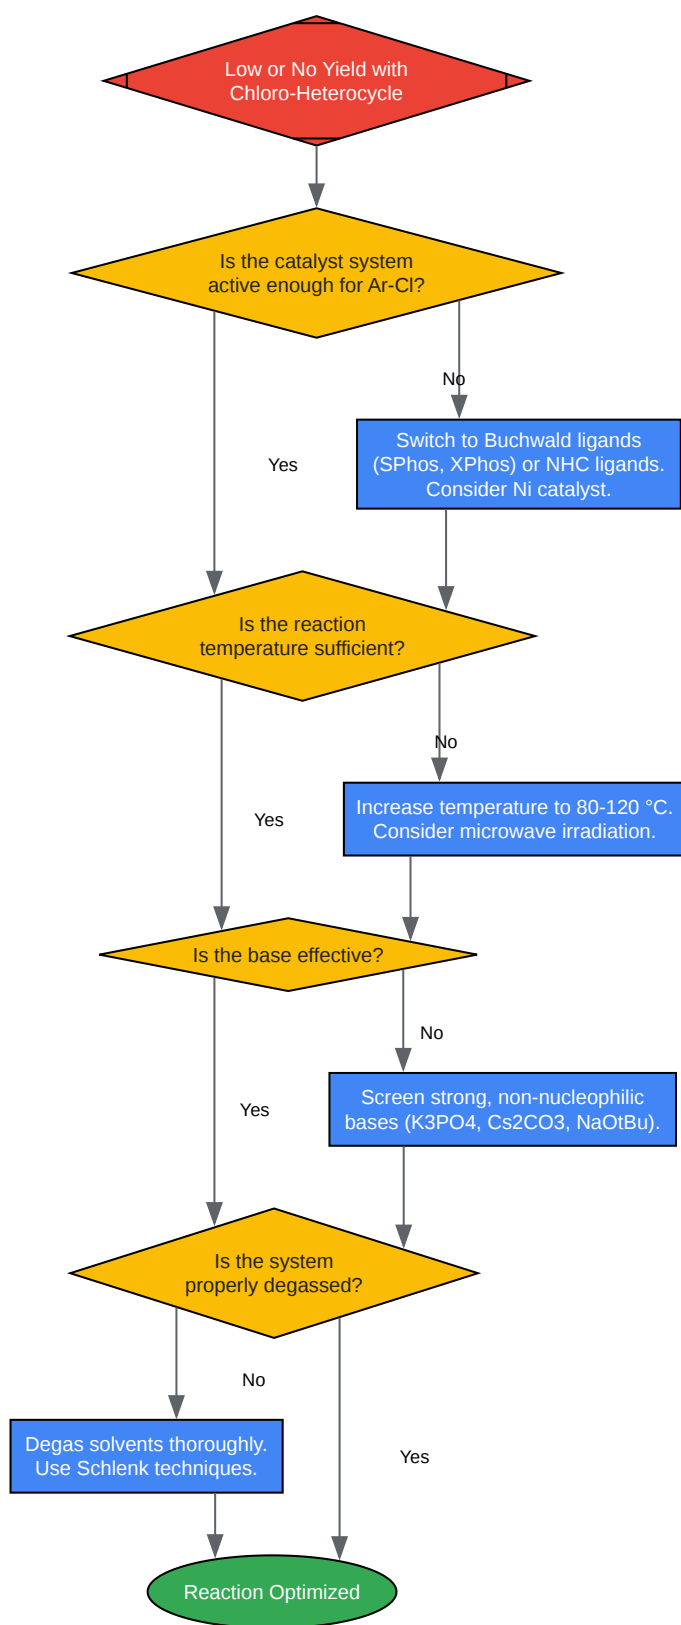 Low or No Yield with
Chloro-Heterocycle
Is the catalyst system
active enough for Ar-Cl?
No
Switch to Buchwald ligands
(SPhos, XPhos) or NHC ligands.
Consider Ni catalyst.
Yes
Is the reaction
temperature sufficient?
No
Increase temperature to 80-120 °C.
Consider microwave irradiation.
Yes
Is the base effective?
No
Screen strong, non-nucleophilic
bases (K3PO4, Cs2CO3, NaOtBu).
Yes
Is the system
properly degassed?
No
Degas solvents thoroughly.
Use Schlenk techniques.
Yes
Reaction Optimized